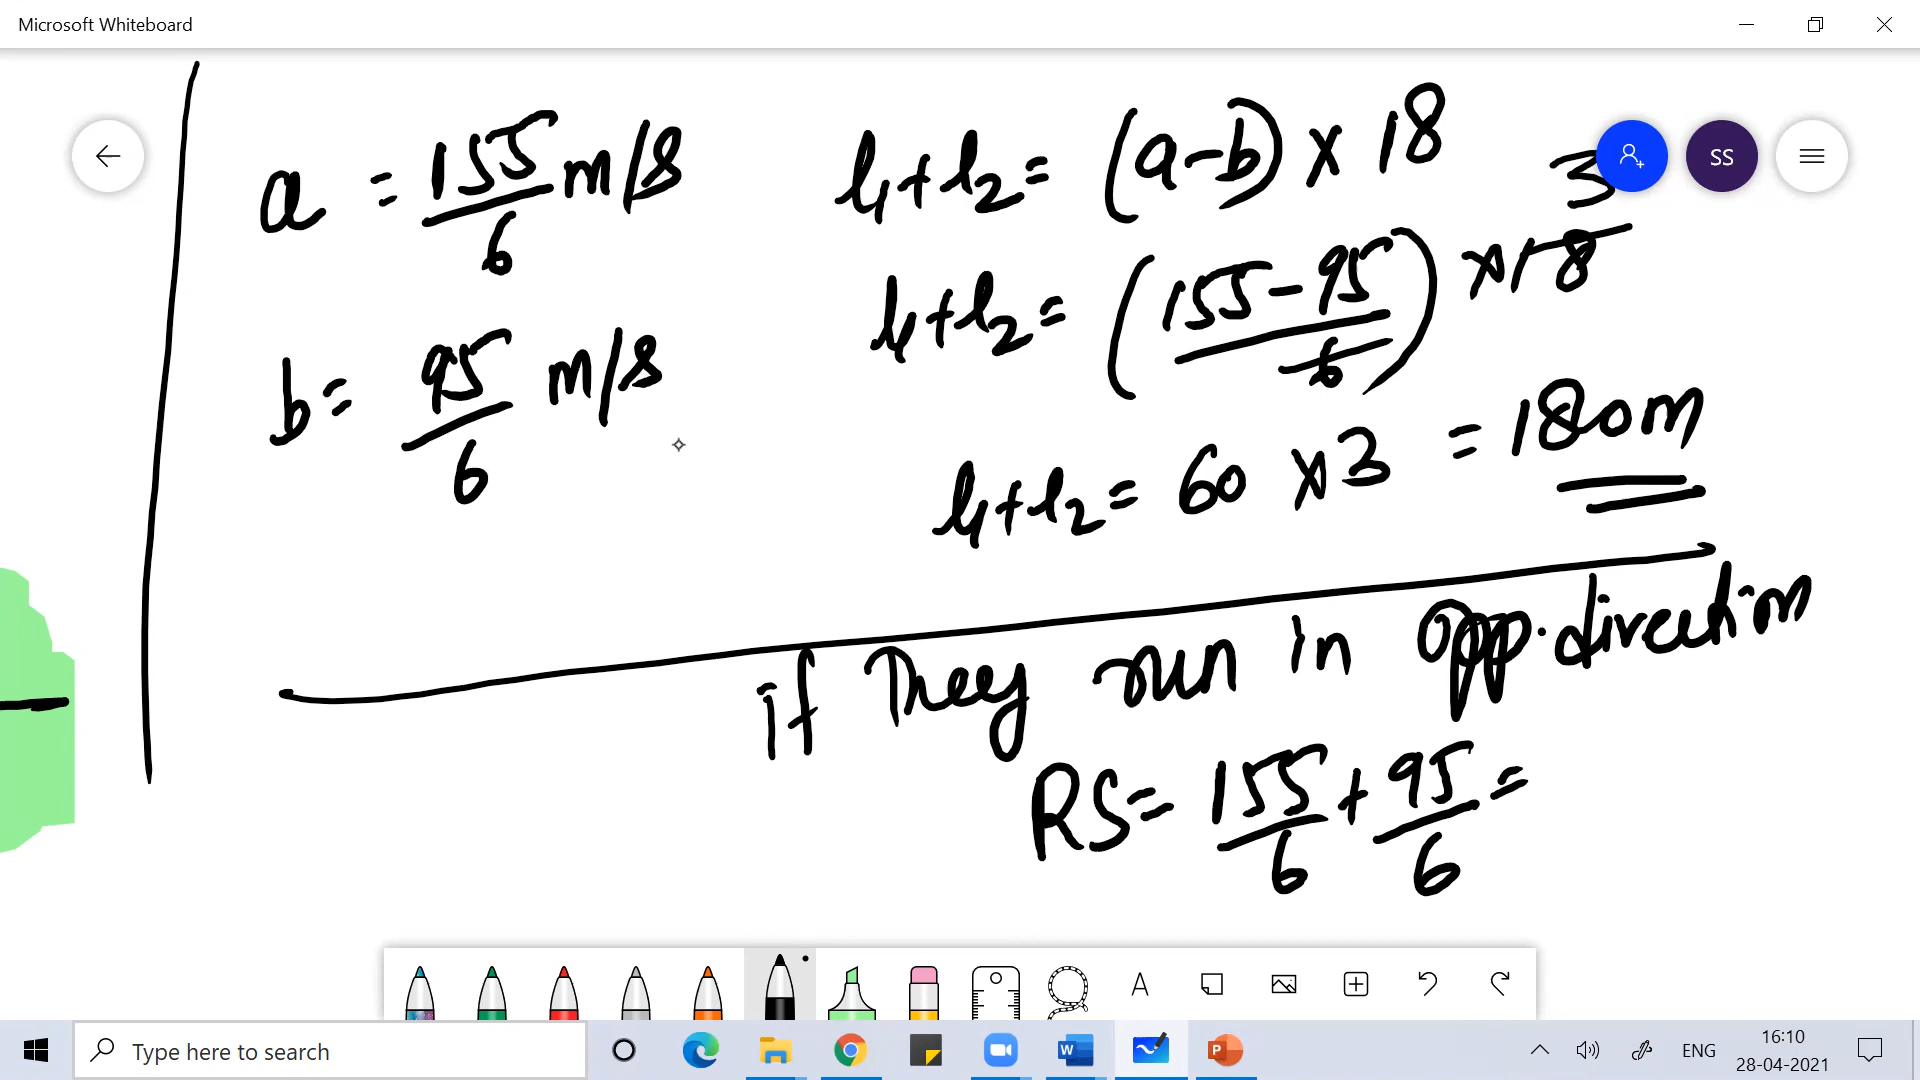 Microsoft Whiteboard
SS
a = 155/6 m/s
b = 95/6 m/s
l1+l2 = (a-b) x 18
l1+l2 = (155-95/6) x 18 3
l1+l2 = 60 x 3 = 180m
if They run in opp. direction
RS = 155/6 + 95/6 =
A
Type here to search
ENG
16:10
28-04-2021